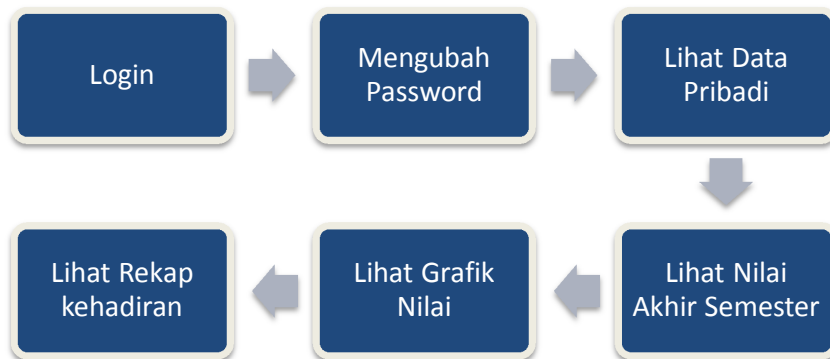 Login
Mengubah
Password
Lihat Data
Pribadi
Lihat Nilai
Akhir Semester
Lihat Grafik
Nilai
Lihat Rekap
kehadiran